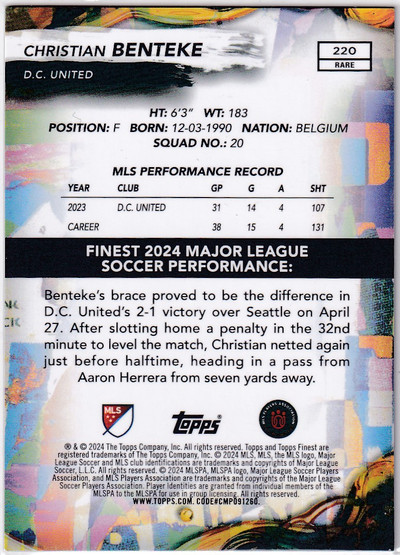 CHRISTIAN BENTEKE
D.C. UNITED
220
RARE
HT: 6'3" WT: 183
POSITION: F BORN: 12-03-1990 NATION: BELGIUM
SQUAD NO.: 20
MLS PERFORMANCE RECORD
YEAR CLUB GP G A SHT
2023 D.C. UNITED 31 14 4 107
CAREER 38 15 4 131
FINEST 2024 MAJOR LEAGUE
SOCCER PERFORMANCE:
Benteke's brace proved to be the difference in
D.C. United's 2-1 victory over Seattle on April
27. After slotting home a penalty in the 32nd
minute to level the match, Christian netted again
just before halftime, heading in a pass from
Aaron Herrera from seven yards away.
MLS
Topps
MLS PLAYERS ASSOCIATION
® & © 2024 The Topps Company, Inc. All rights reserved. Topps and Topps Finest are
registered trademarks of The Topps Company, Inc. All rights reserved.
© 2024 MLS. MLS, the MLS logo, Major
League Soccer and MLS club identifications are trademarks and copyrights of Major League
Soccer, L.L.C. All rights reserved. © 2024 MLSPA. MLSPA, MLSPA logo, Major League Soccer Players
Association, and MLS Players Association are trademarks and copyrights of Major League Soccer Players
Association. Player Identities are granted from individual members of the
MLSPA to the MLSPA for use in group licensing. All rights reserved.
WWW.TOPPS.COM. CODE#CMP091260.